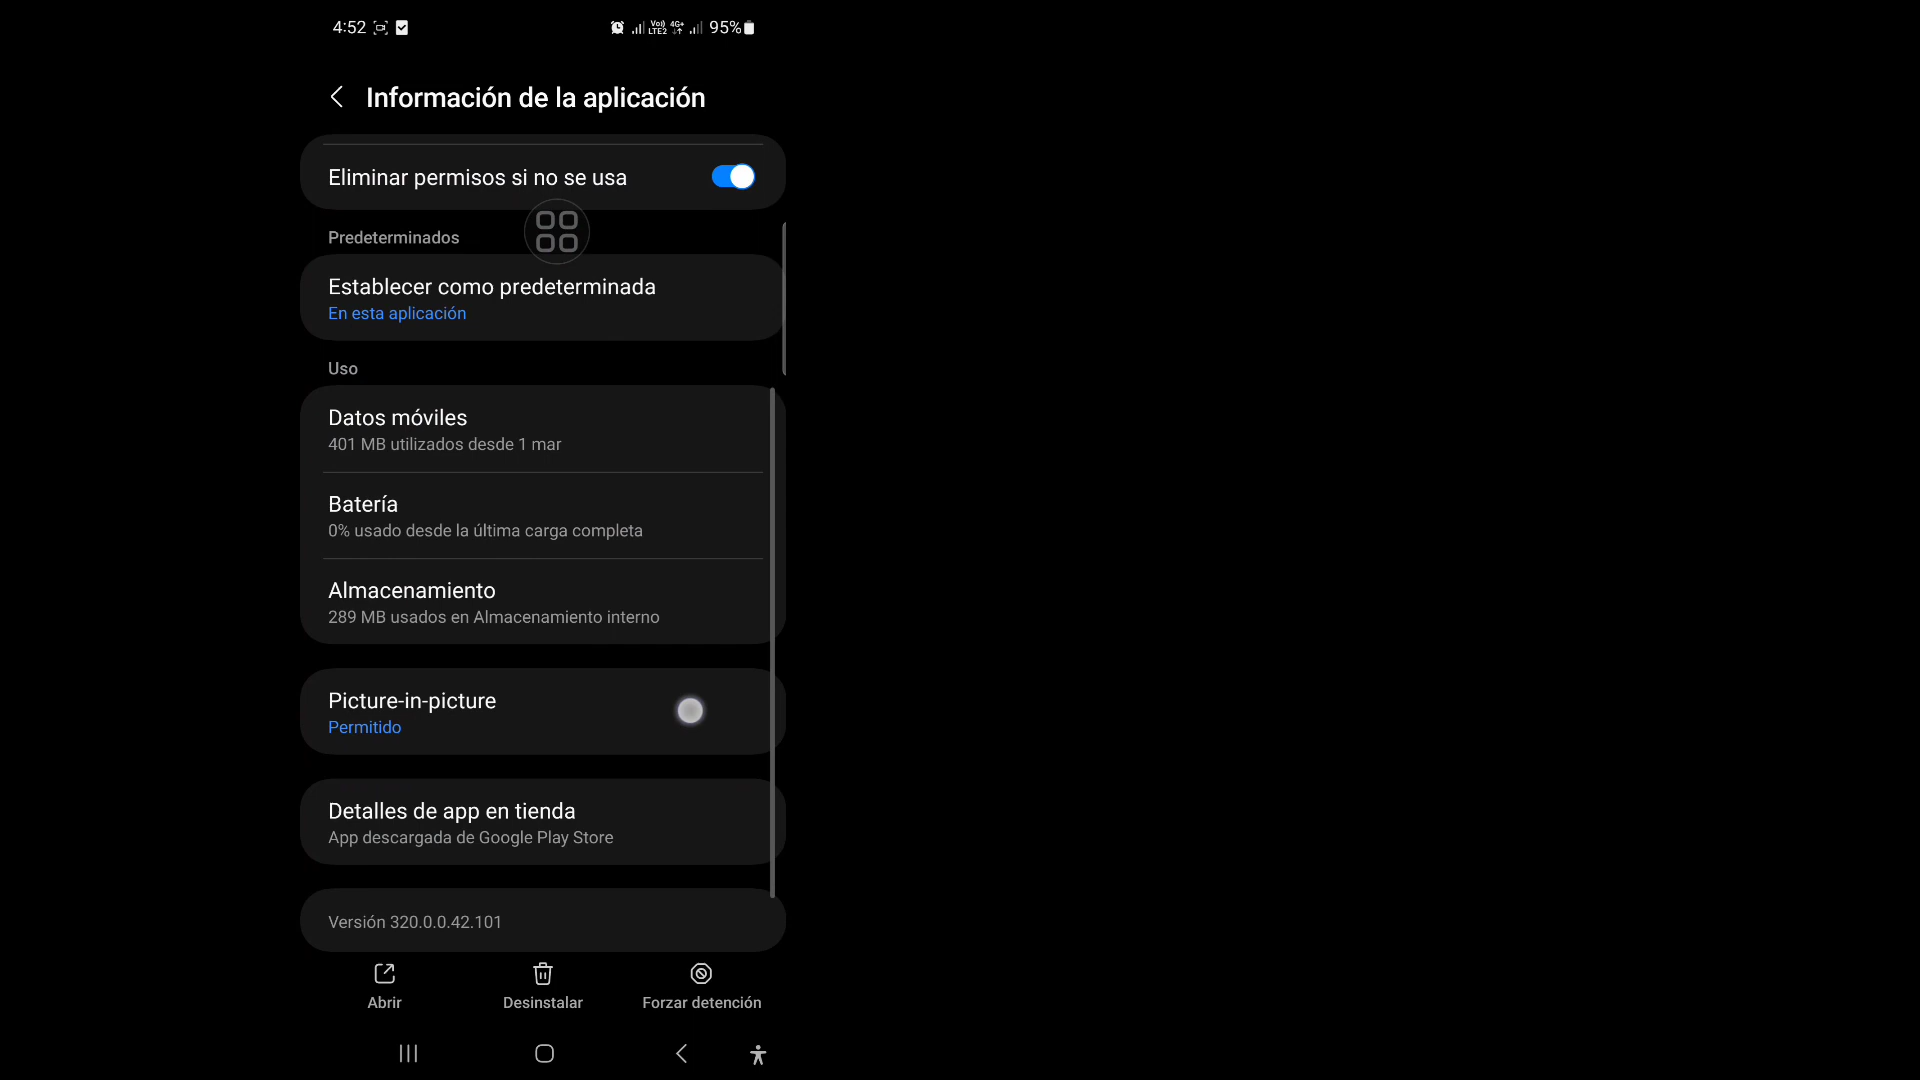 4:52 Vo)) LTE2 4G+ 95%
Información de la aplicación
Eliminar permisos si no se usa
Predeterminados
Establecer como predeterminada
En esta aplicación
Uso
Datos móviles
401 MB utilizados desde 1 mar
Batería
0% usado desde la última carga completa
Almacenamiento
289 MB usados en Almacenamiento interno
Picture-in-picture
Permitido
Detalles de app en tienda
App descargada de Google Play Store
Versión 320.0.0.42.101
Abrir Desinstalar Forzar detención